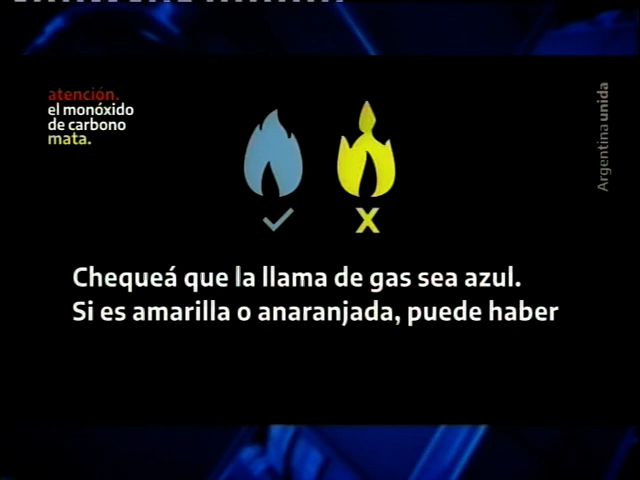 atención.
el monóxido
de carbono
mata.
Argentina unida
X
Chequeá que la llama de gas sea azul.
Si es amarilla o anaranjada, puede haber